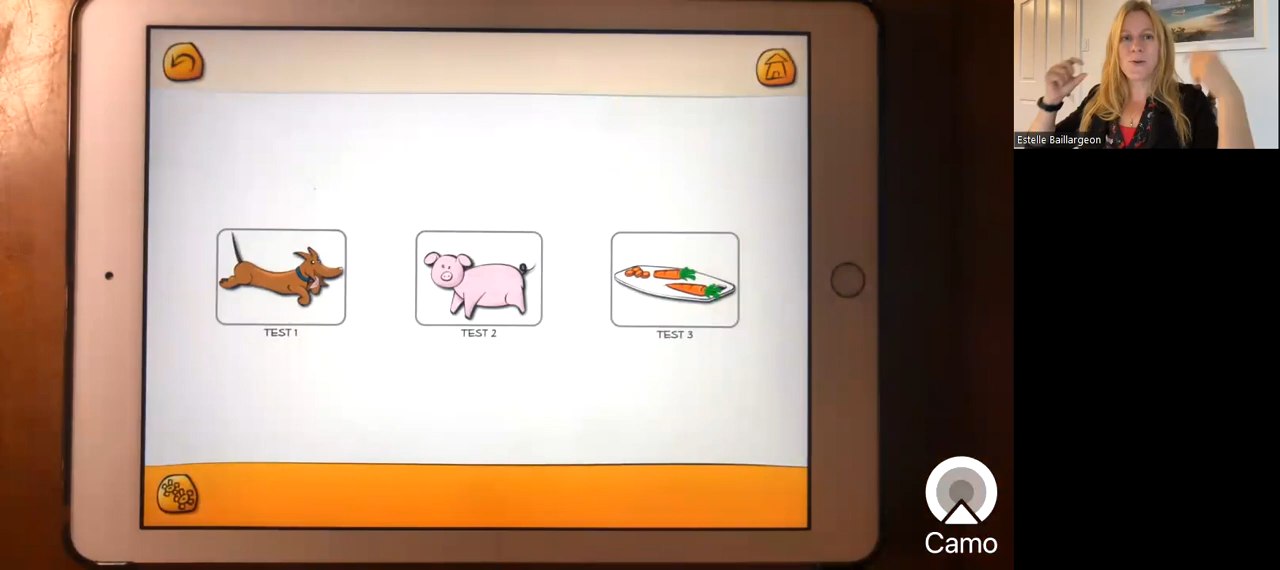 Estelle Baillargeon
TEST 1
TEST 2
TEST 3
Camo